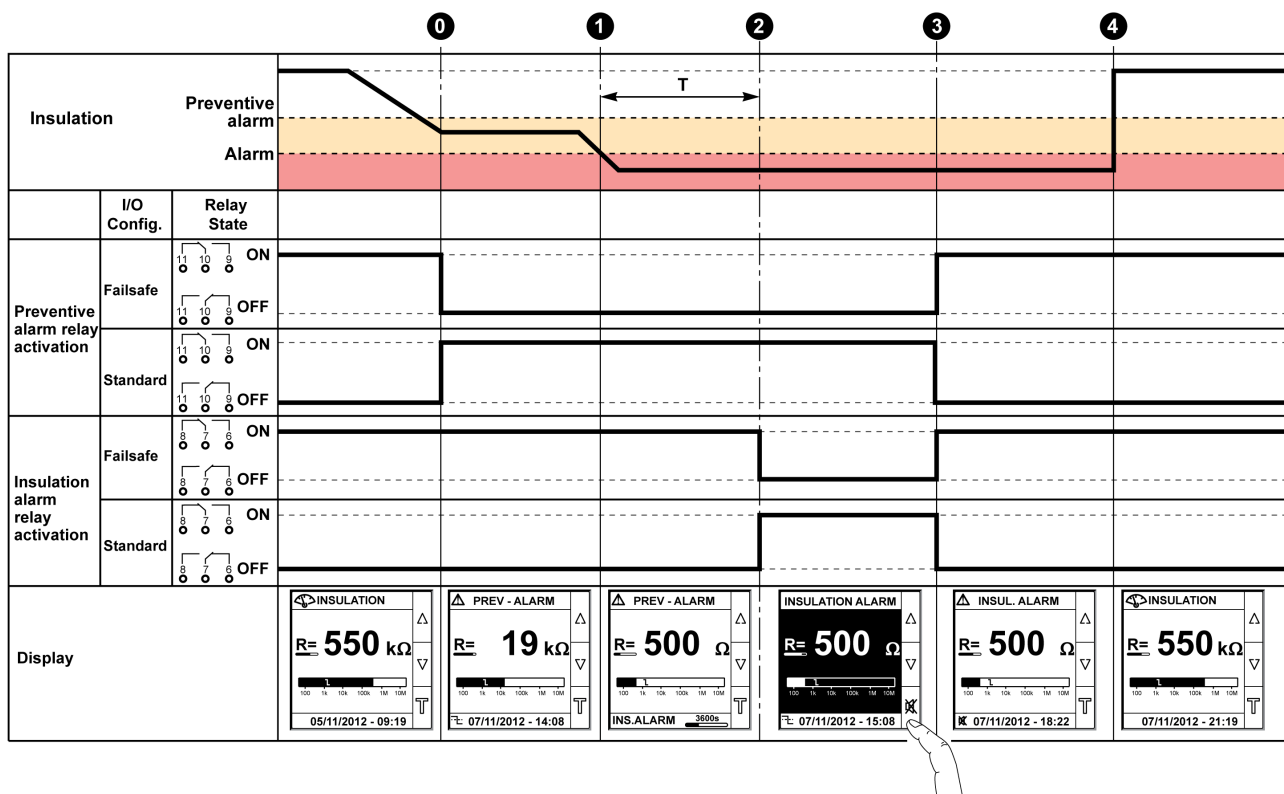 0 1 2 3 4
Insulation
Preventive
alarm
Alarm
T
I/O
Config.
Relay
State
Preventive
alarm relay
activation
Failsafe
11 10 9 ON
11 10 9 OFF
Standard
11 10 9 ON
11 10 9 OFF
Insulation
alarm
relay
activation
Failsafe
8 7 6 ON
8 7 6 OFF
Standard
8 7 6 ON
8 7 6 OFF
Display
INSULATION
R= 550 kΩ
1
100 1k 10k 100k 1M 10M
T
05/11/2012 - 09:19
PREV - ALARM
R= 19 kΩ
1
100 1k 10k 100k 1M 10M
T
07/11/2012 - 14:08
PREV - ALARM
R= 500 Ω
1
100 1k 10k 100k 1M 10M
T
INS.ALARM 3600s
INSULATION ALARM
R= 500 Ω
1
100 1k 10k 100k 1M 10M
07/11/2012 - 15:08
INSUL. ALARM
R= 500 Ω
1
100 1k 10k 100k 1M 10M
T
07/11/2012 - 18:22
INSULATION
R= 550 kΩ
1
100 1k 10k 100k 1M 10M
T
07/11/2012 - 21:19